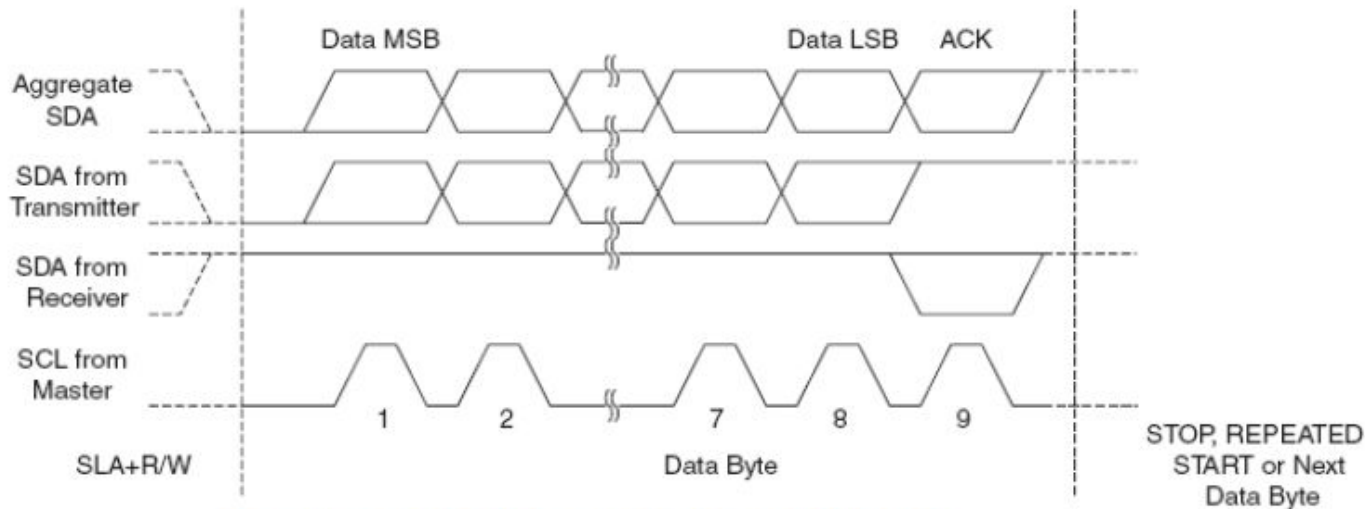 Data MSB
Data LSB
ACK
Aggregate
SDA
SDA from
Transmitter
SDA from
Receiver
SCL from
Master
1
2
7
8
9
SLA+R/W
Data Byte
STOP, REPEATED
START or Next
Data Byte